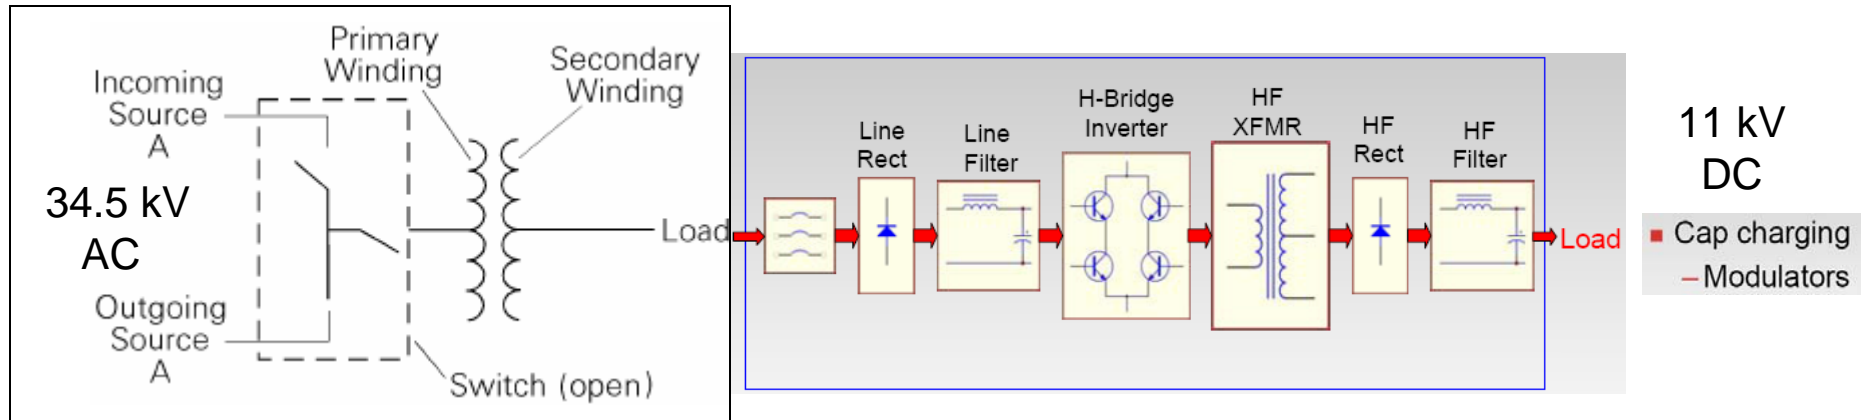 Primary
Winding
Secondary
Winding
Incoming
Source
A
34.5 kV
AC
Outgoing
Source
A
Switch (open)
Load
Line
Rect
Line
Filter
H-Bridge
Inverter
HF
XFMR
HF
Rect
HF
Filter
Load
11 kV
DC
Cap charging
– Modulators